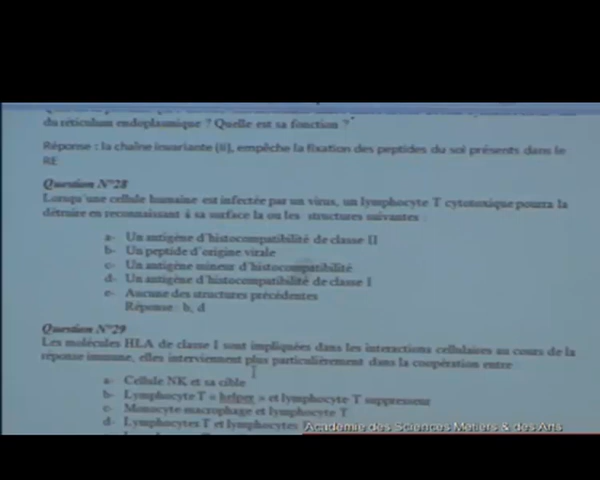 du réticulum endoplasmique ? Quelle est sa fonction ?
Réponse : la chaîne invariante (Ii), empêche la fixation des peptides du soi présents dans le
RE
Question N°28
Lorsqu'une cellule humaine est infectée par un virus, un lymphocyte T cytotoxique pourra la
détruire en reconnaissant à sa surface la ou les structures suivantes :
a- Un antigène d'histocompatibilité de classe II
b- Un peptide d'origine virale
c- Un antigène mineur d'histocompatibilité
d- Un antigène d'histocompatibilité de classe I
e- Aucune des structures précédentes
Réponse : b, d
Question N°29
Les molécules HLA de classe I sont impliquées dans les interactions cellulaires au cours de la
réponse immune, elles interviennent plus particulièrement dans la coopération entre
a- Cellule NK et sa cible
b- Lymphocyte T « helper » et lymphocyte T suppresseur
c- Monocyte macrophage et lymphocyte T
d- Lymphocytes T et lymphocytes
Academie des Sciences Metiers & des Arts